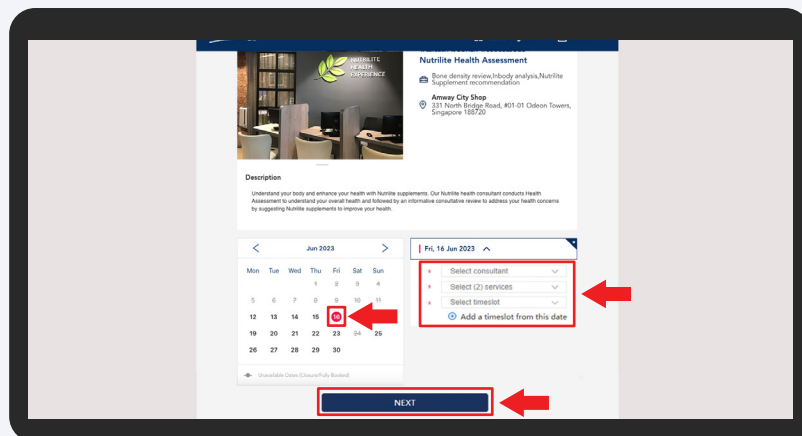 NUTRILITE
HEALTH
EXPERIENCE
Nutrilite Health Assessment
Bone density review,Inbody analysis,Nutrilite
Supplement recommendation
Amway City Shop
331 North Bridge Road, #01-01 Odeon Towers,
Singapore 188720
Description
Understand your body and enhance your health with Nutrilite supplements. Our Nutrilite health consultant conducts Health
Assessment to understand your overall health and followed by an informative consultative review to address your health concerns
by suggesting Nutrilite supplements to improve your health.
< Jun 2023 >
Mon Tue Wed Thu Fri Sat Sun
1 2 3 4
5 6 7 8 9 10 11
12 13 14 15 16
19 20 21 22 23 24 25
26 27 28 29 30
Unavailable Dates (Closure/Fully Booked)
Fri, 16 Jun 2023
* Select consultant
* Select (2) services
* Select timeslot
Add a timeslot from this date
NEXT